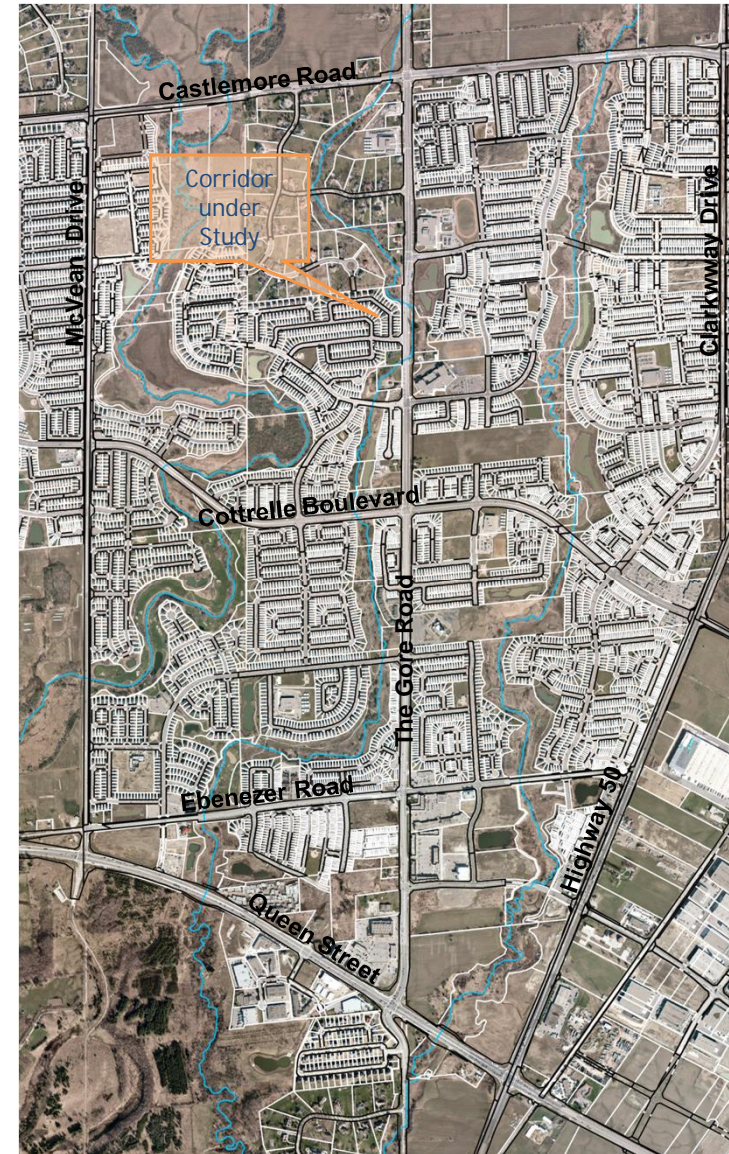 Castlemore Road
Corridor
under
Study
McVean Drive
Clarkwway Drive
Cottrelle Boulevard
The Gore Road
Ebenezer Road
Highway 50
Queen Street